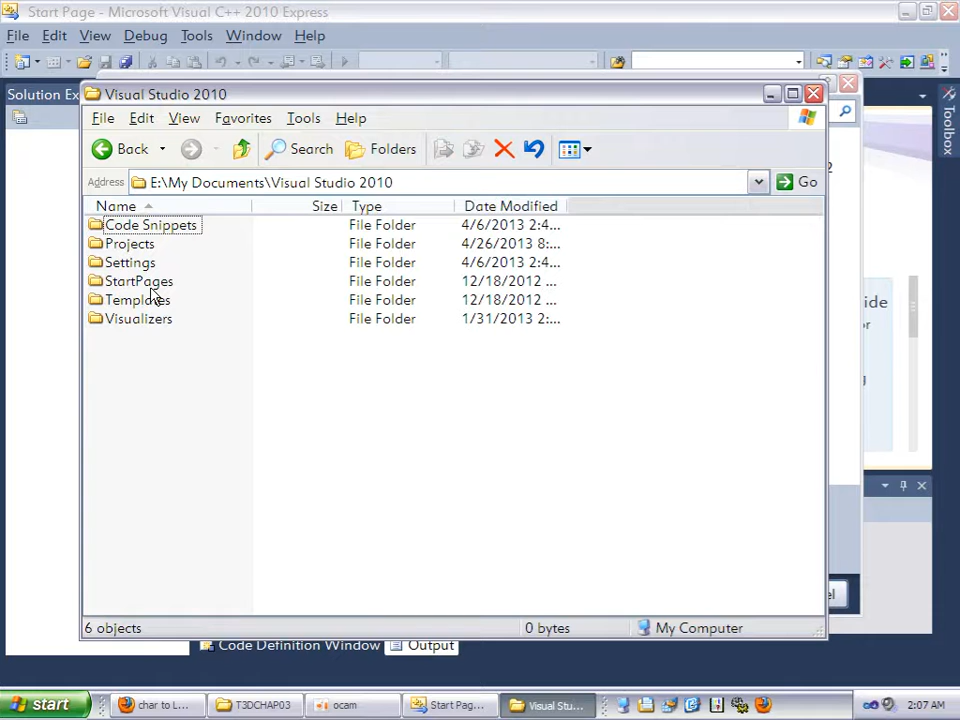 Start Page - Microsoft Visual C++ 2010 Express
File Edit View Debug Tools Window Help
Solution Ex
Toolbox
Visual Studio 2010
File Edit View Favorites Tools Help
Back Search Folders
Address E:\My Documents\Visual Studio 2010 Go
Name Size Type Date Modified
Code Snippets File Folder 4/6/2013 2:4...
Projects File Folder 4/26/2013 8:...
Settings File Folder 4/6/2013 2:4...
StartPages File Folder 12/18/2012 ...
Templates File Folder 12/18/2012 ...
Visualizers File Folder 1/31/2013 2:...
6 objects 0 bytes My Computer
Code Definition Window Output
start char to L... T3DCHAP03 ocam Start Pag... Visual Stu... 2:07 AM